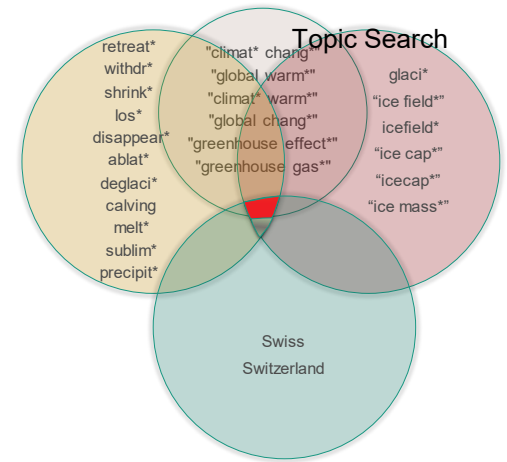 Topic Search
retreat*
withdr*
shrink*
los*
disappear*
ablat*
deglaci*
calving
melt*
sublim*
precipit*
"climat* chang*"
"global warm*"
"climat* warm*"
"global chang*"
"greenhouse effect*"
"greenhouse gas*"
glaci*
“ice field*”
icefield*
“ice cap*”
“icecap*”
“ice mass*”
Swiss
Switzerland